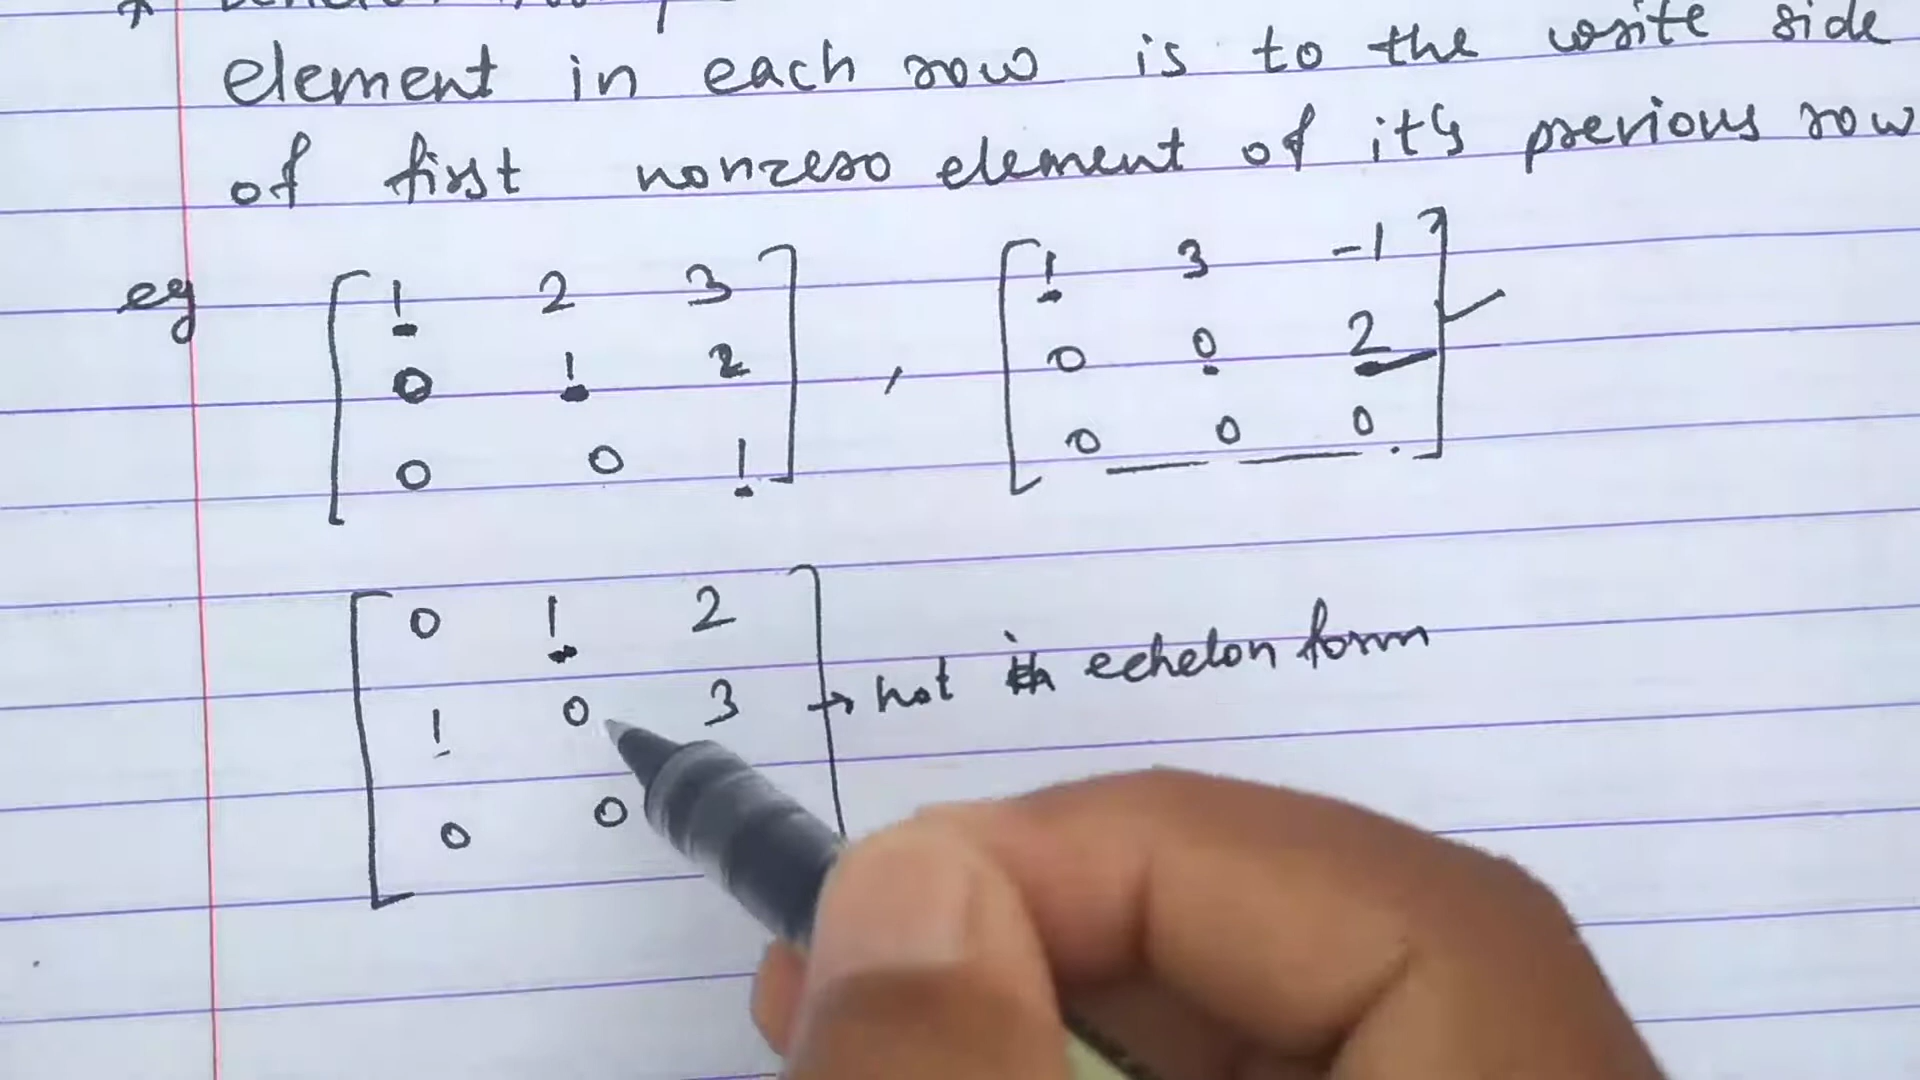 element in each row is to the write side
of first nonzero element of it's previous row
eg 1 2 3 , 1 3 -1
0 1 2 0 0 2
0 0 1 0 0 0
0 1 2
1 0 3 → not in echelon form
0 0